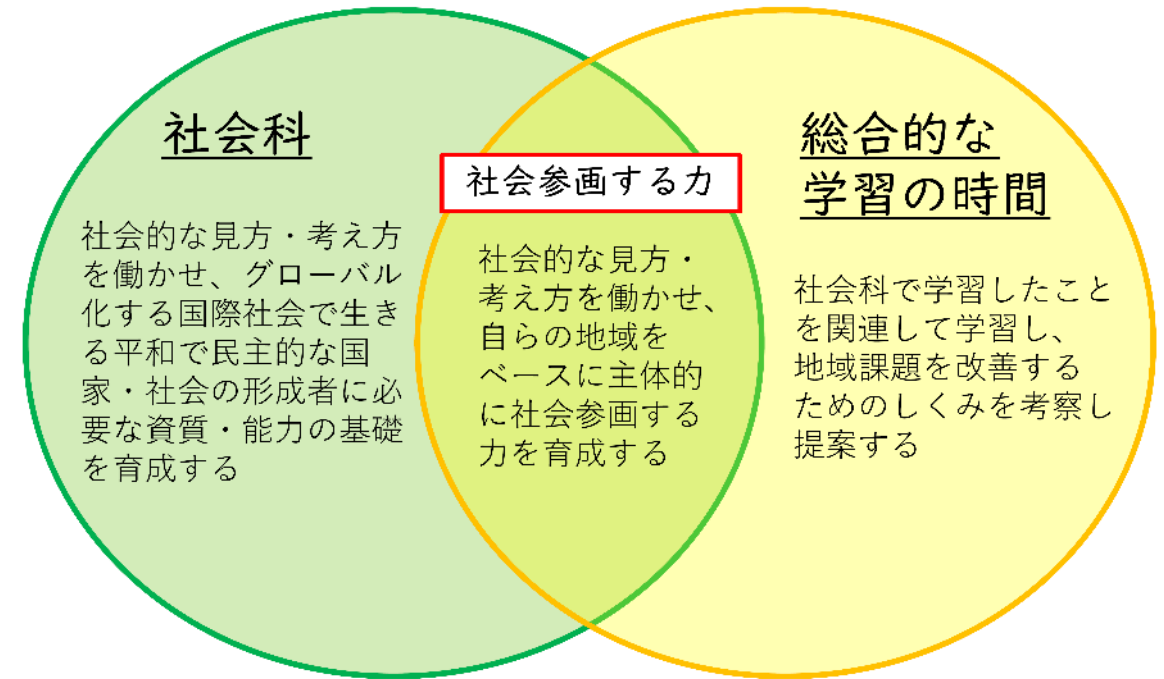 社会科
社会的な見方・考え方
を働かせ、グローバル
化する国際社会で生き
る平和で民主的な国
家・社会の形成者に必
要な資質・能力の基礎
を育成する
社会参画する力
社会的な見方・
考え方を働かせ、
自らの地域を
ベースに主体的
に社会参画する
力を育成する
総合的な
学習の時間
社会科で学習したこと
を関連して学習し、
地域課題を改善する
ためのしくみを考察し
提案する